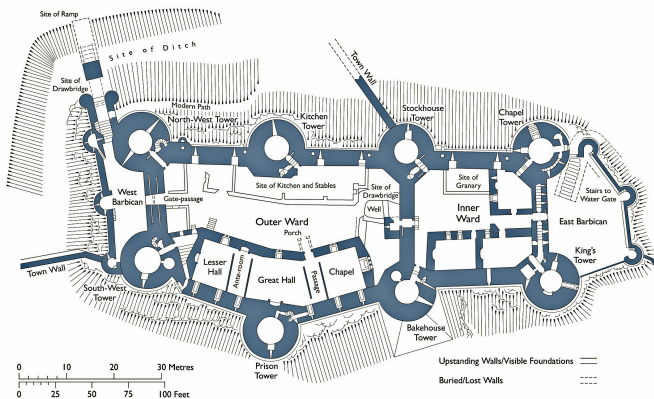 Site of Ramp
Site of Ditch
Site of
Drawbridge
Modern Path
North-West Tower
Kitchen
Tower
Town Wall
Stockhouse
Tower
Chapel
Tower
West
Barbican
Gate-passage
Site of Kitchen and Stables
Site of
Drawbridge
Well
Site of
Granary
Stairs to
Water Gate
Outer Ward
Inner
Ward
East Barbican
Porch
Lesser
Hall
Ante-room
Great Hall
Passage
Chapel
King's
Tower
Town Wall
South-West
Tower
Bakehouse
Tower
Prison
Tower
0 10 20 30 Metres
0 25 50 75 100 Feet
Upstanding Walls/Visible Foundations
Buried/Lost Walls